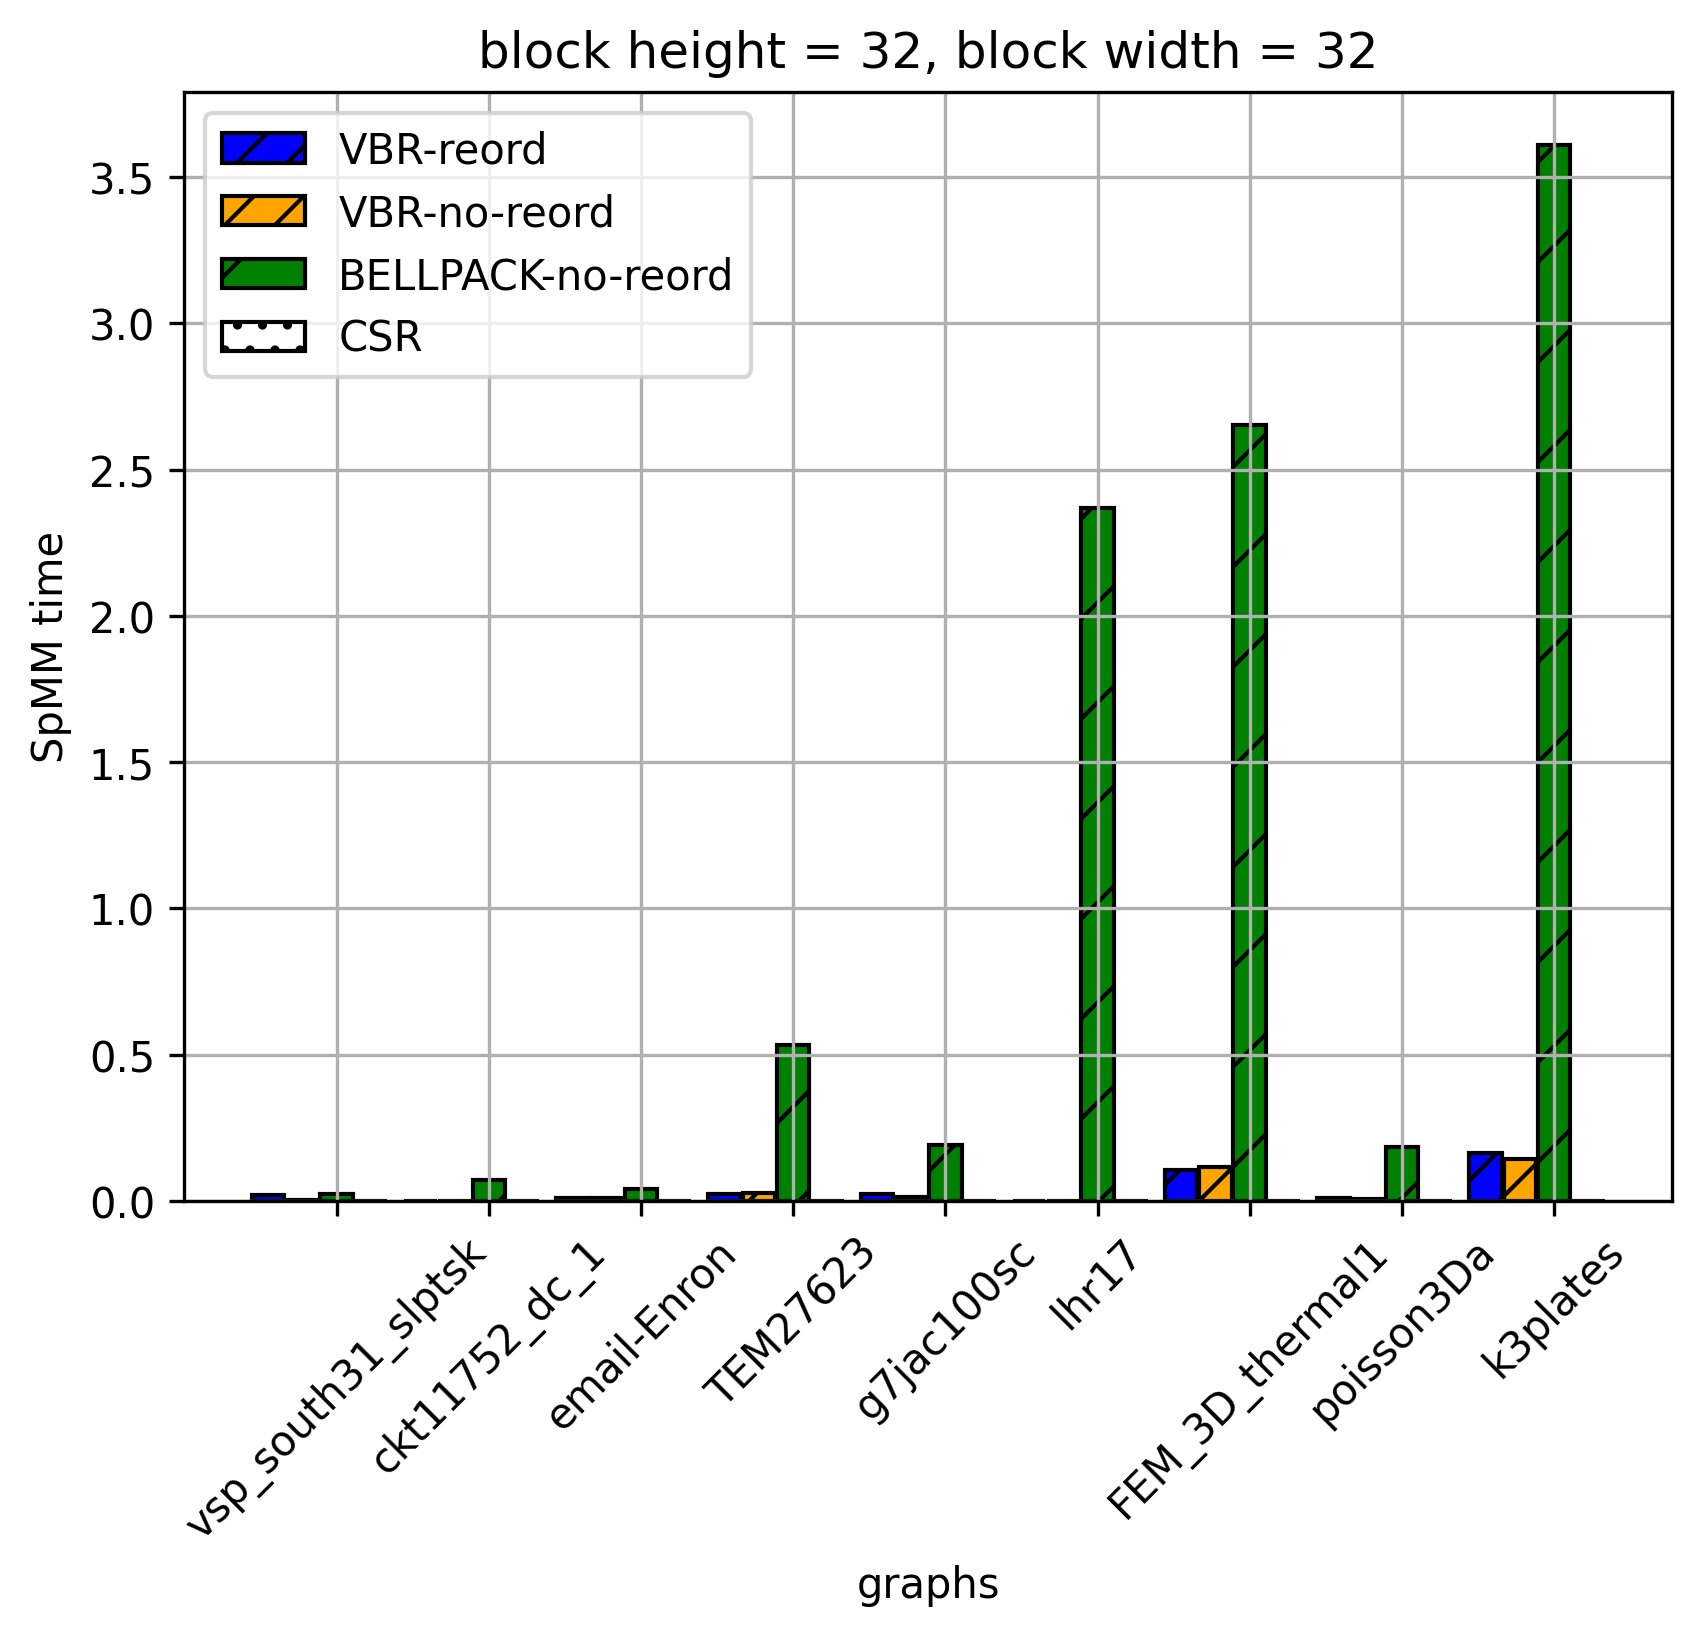 block height = 32, block width = 32
VBR-reord
VBR-no-reord
BELLPACK-no-reord
CSR
3.5
3.0
2.5
2.0
1.5
1.0
0.5
0.0
SpMM time
vsp_south31_slptsk
ckt11752_dc_1
email-Enron
TEM27623
g7jac100sc
lhr17
FEM_3D_thermal1
poisson3Da
k3plates
graphs